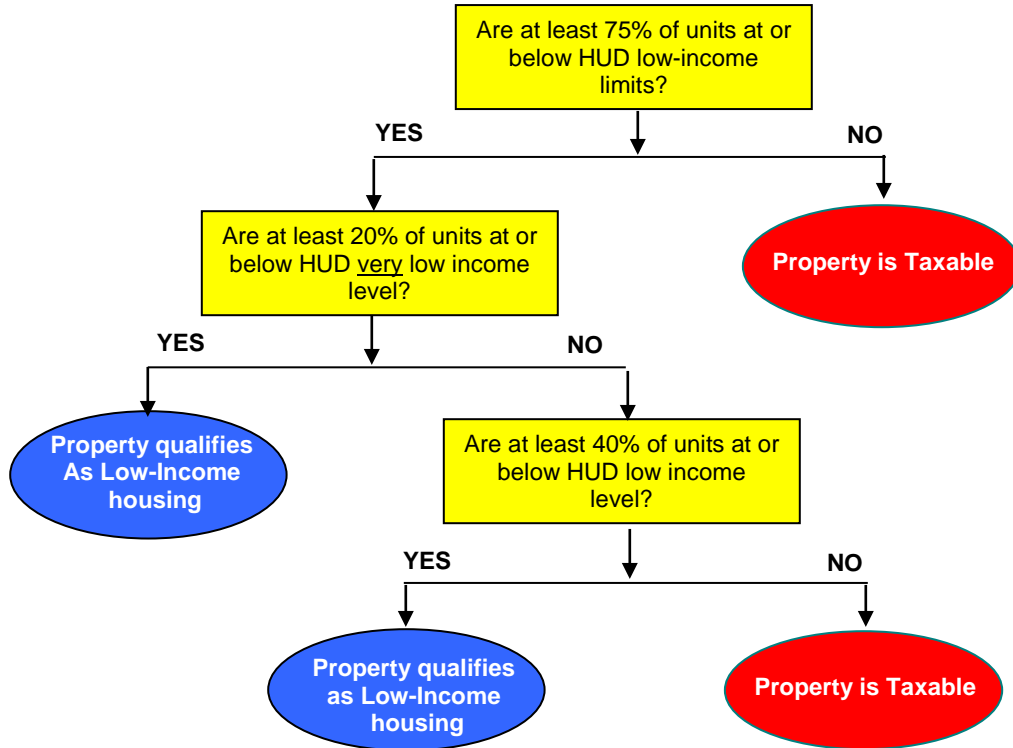 Are at least 75% of units at or
below HUD low-income
limits?
YES
NO
Are at least 20% of units at or
below HUD very low income
level?
Property is Taxable
YES
NO
Property qualifies
As Low-Income
housing
Are at least 40% of units at or
below HUD low income
level?
YES
NO
Property qualifies
as Low-Income
housing
Property is Taxable